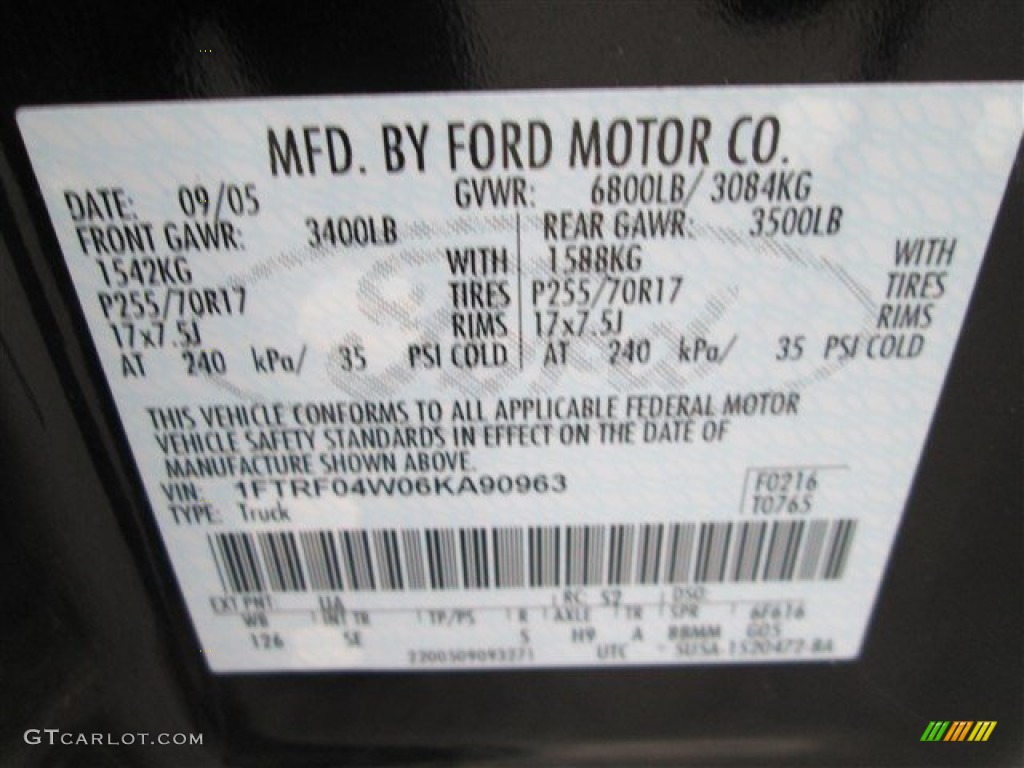 MFD. BY FORD MOTOR CO.
DATE: 09/05 GVWR: 6800LB/ 3084KG
FRONT GAWR: 3400LB REAR GAWR: 3500LB
1542KG WITH 1588KG WITH
P255/70R17 TIRES P255/70R17 TIRES
17x7.5J RIMS 17x7.5J RIMS
AT 240 kPa/ 35 PSI COLD AT 240 kPa/ 35 PSI COLD
THIS VEHICLE CONFORMS TO ALL APPLICABLE FEDERAL MOTOR
VEHICLE SAFETY STANDARDS IN EFFECT ON THE DATE OF
MANUFACTURE SHOWN ABOVE.
VIN: 1FTRF04W06KA90963 F0216
TYPE: Truck T0765
EXT PNT UA RC: 52 DSO:
WB INT TR TP/PS R AXLE TR SPR 6F616
126 SE 5 H9 A BBMM G05
2200509093271 UTC
GTCARLOT.COM